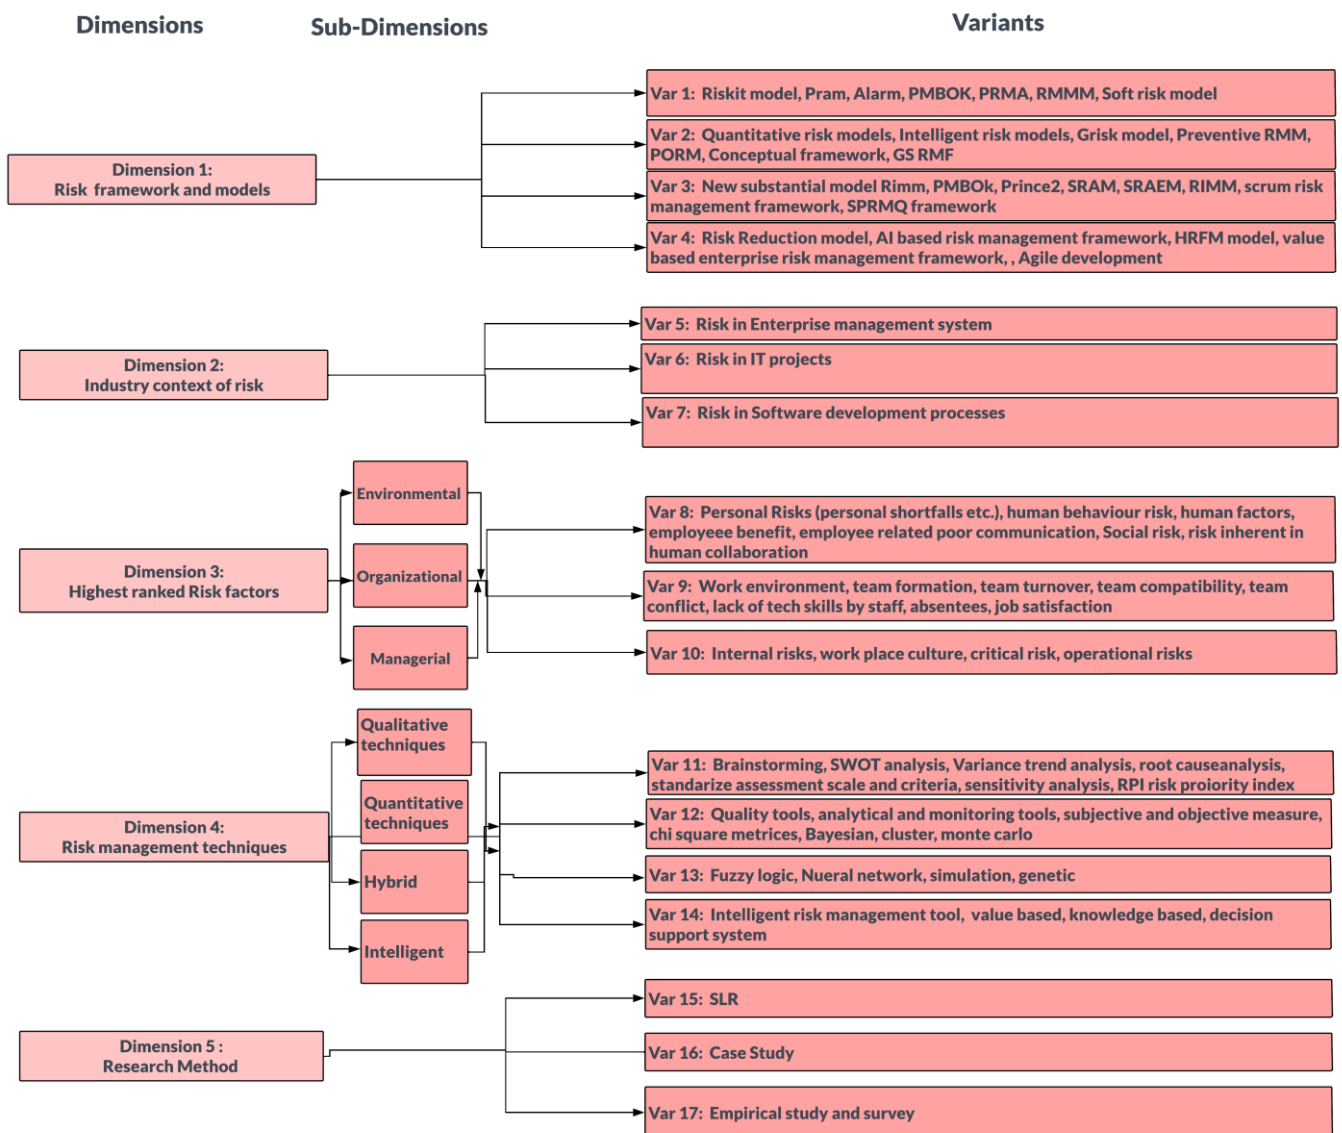 Dimensions
Sub-Dimensions
Variants
Dimension 1:
Risk framework and models
Var 1: Riskit model, Pram, Alarm, PMBOK, PRMA, RMMM, Soft risk model
Var 2: Quantitative risk models, Intelligent risk models, Grisk model, Preventive RMM,
PORM, Conceptual framework, GS RMF
Var 3: New substantial model Rimm, PMBOk, Prince2, SRAM, SRAEM, RIMM, scrum risk
management framework, SPRMQ framework
Var 4: Risk Reduction model, AI based risk management framework, HRFM model, value
based enterprise risk management framework, , Agile development
Dimension 2:
Industry context of risk
Var 5: Risk in Enterprise management system
Var 6: Risk in IT projects
Var 7: Risk in Software development processes
Dimension 3:
Highest ranked Risk factors
Environmental
Organizational
Managerial
Var 8: Personal Risks (personal shortfalls etc.), human behaviour risk, human factors,
employeee benefit, employee related poor communication, Social risk, risk inherent in
human collaboration
Var 9: Work environment, team formation, team turnover, team compatibility, team
conflict, lack of tech skills by staff, absentees, job satisfaction
Var 10: Internal risks, work place culture, critical risk, operational risks
Dimension 4:
Risk management techniques
Qualitative
techniques
Quantitative
techniques
Hybrid
Intelligent
Var 11: Brainstorming, SWOT analysis, Variance trend analysis, root causeanalysis,
standarize assessment scale and criteria, sensitivity analysis, RPI risk proiority index
Var 12: Quality tools, analytical and monitoring tools, subjective and objective measure,
chi square metrices, Bayesian, cluster, monte carlo
Var 13: Fuzzy logic, Nueral network, simulation, genetic
Var 14: Intelligent risk management tool, value based, knowledge based, decision
support system
Dimension 5 :
Research Method
Var 15: SLR
Var 16: Case Study
Var 17: Empirical study and survey